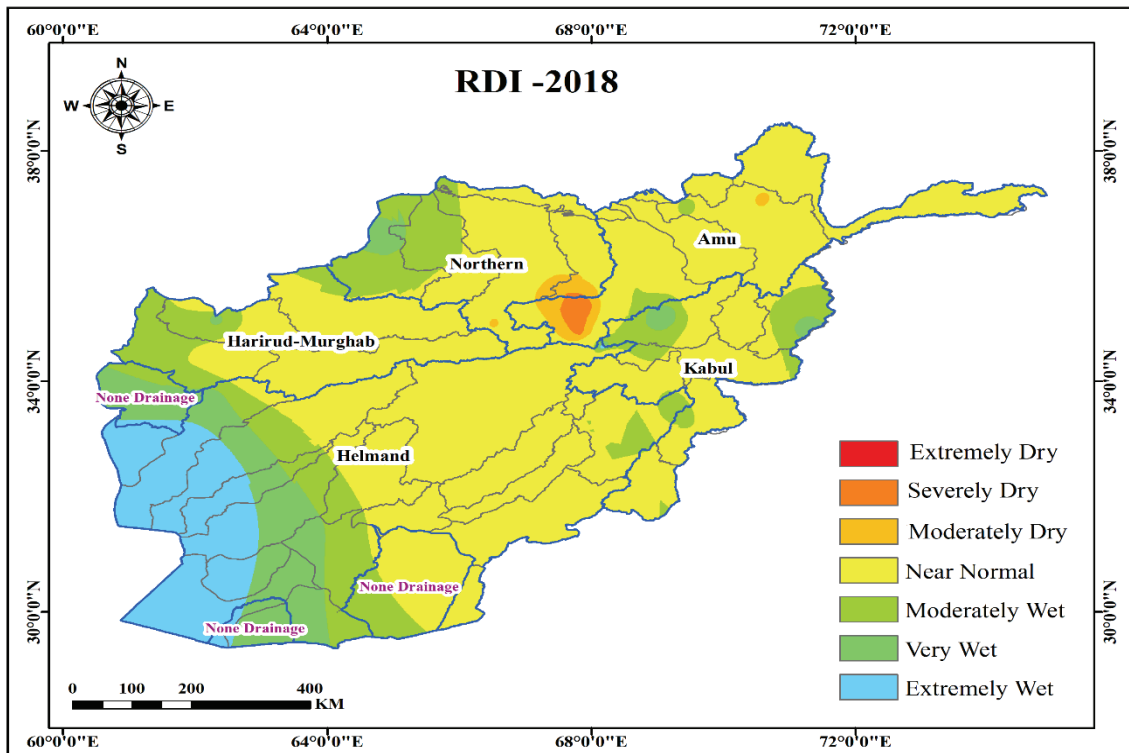 60°0'0"E 64°0'0"E 68°0'0"E 72°0'0"E
N
W E
S
RDI -2018
38°0'0"N
38°0'0"N
Amu
Northern
Harirud-Murghab
Kabul
34°0'0"N
34°0'0"N
None Drainage
Helmand
Extremely Dry
Severely Dry
Moderately Dry
Near Normal
Moderately Wet
Very Wet
Extremely Wet
None Drainage
None Drainage
30°0'0"N
30°0'0"N
0 100 200 400
KM
60°0'0"E 64°0'0"E 68°0'0"E 72°0'0"E